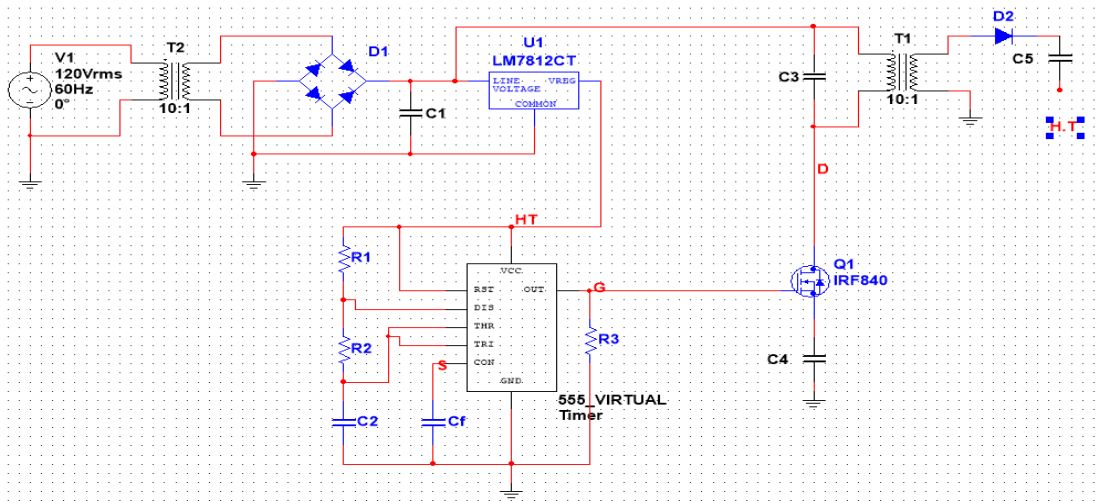 V1
120Vrms
60Hz
0°
T2
10:1
D1
C1
U1
LM7812CT
LINE VREG
VOLTAGE
COMMON
C3
T1
10:1
D2
C5
H.T
D
HT
R1
R2
C2
Cf
S
VCC
RST OUT
DIS
THR
TRI
CON
GND
555_VIRTUAL
Timer
G
R3
Q1
IRF840
C4